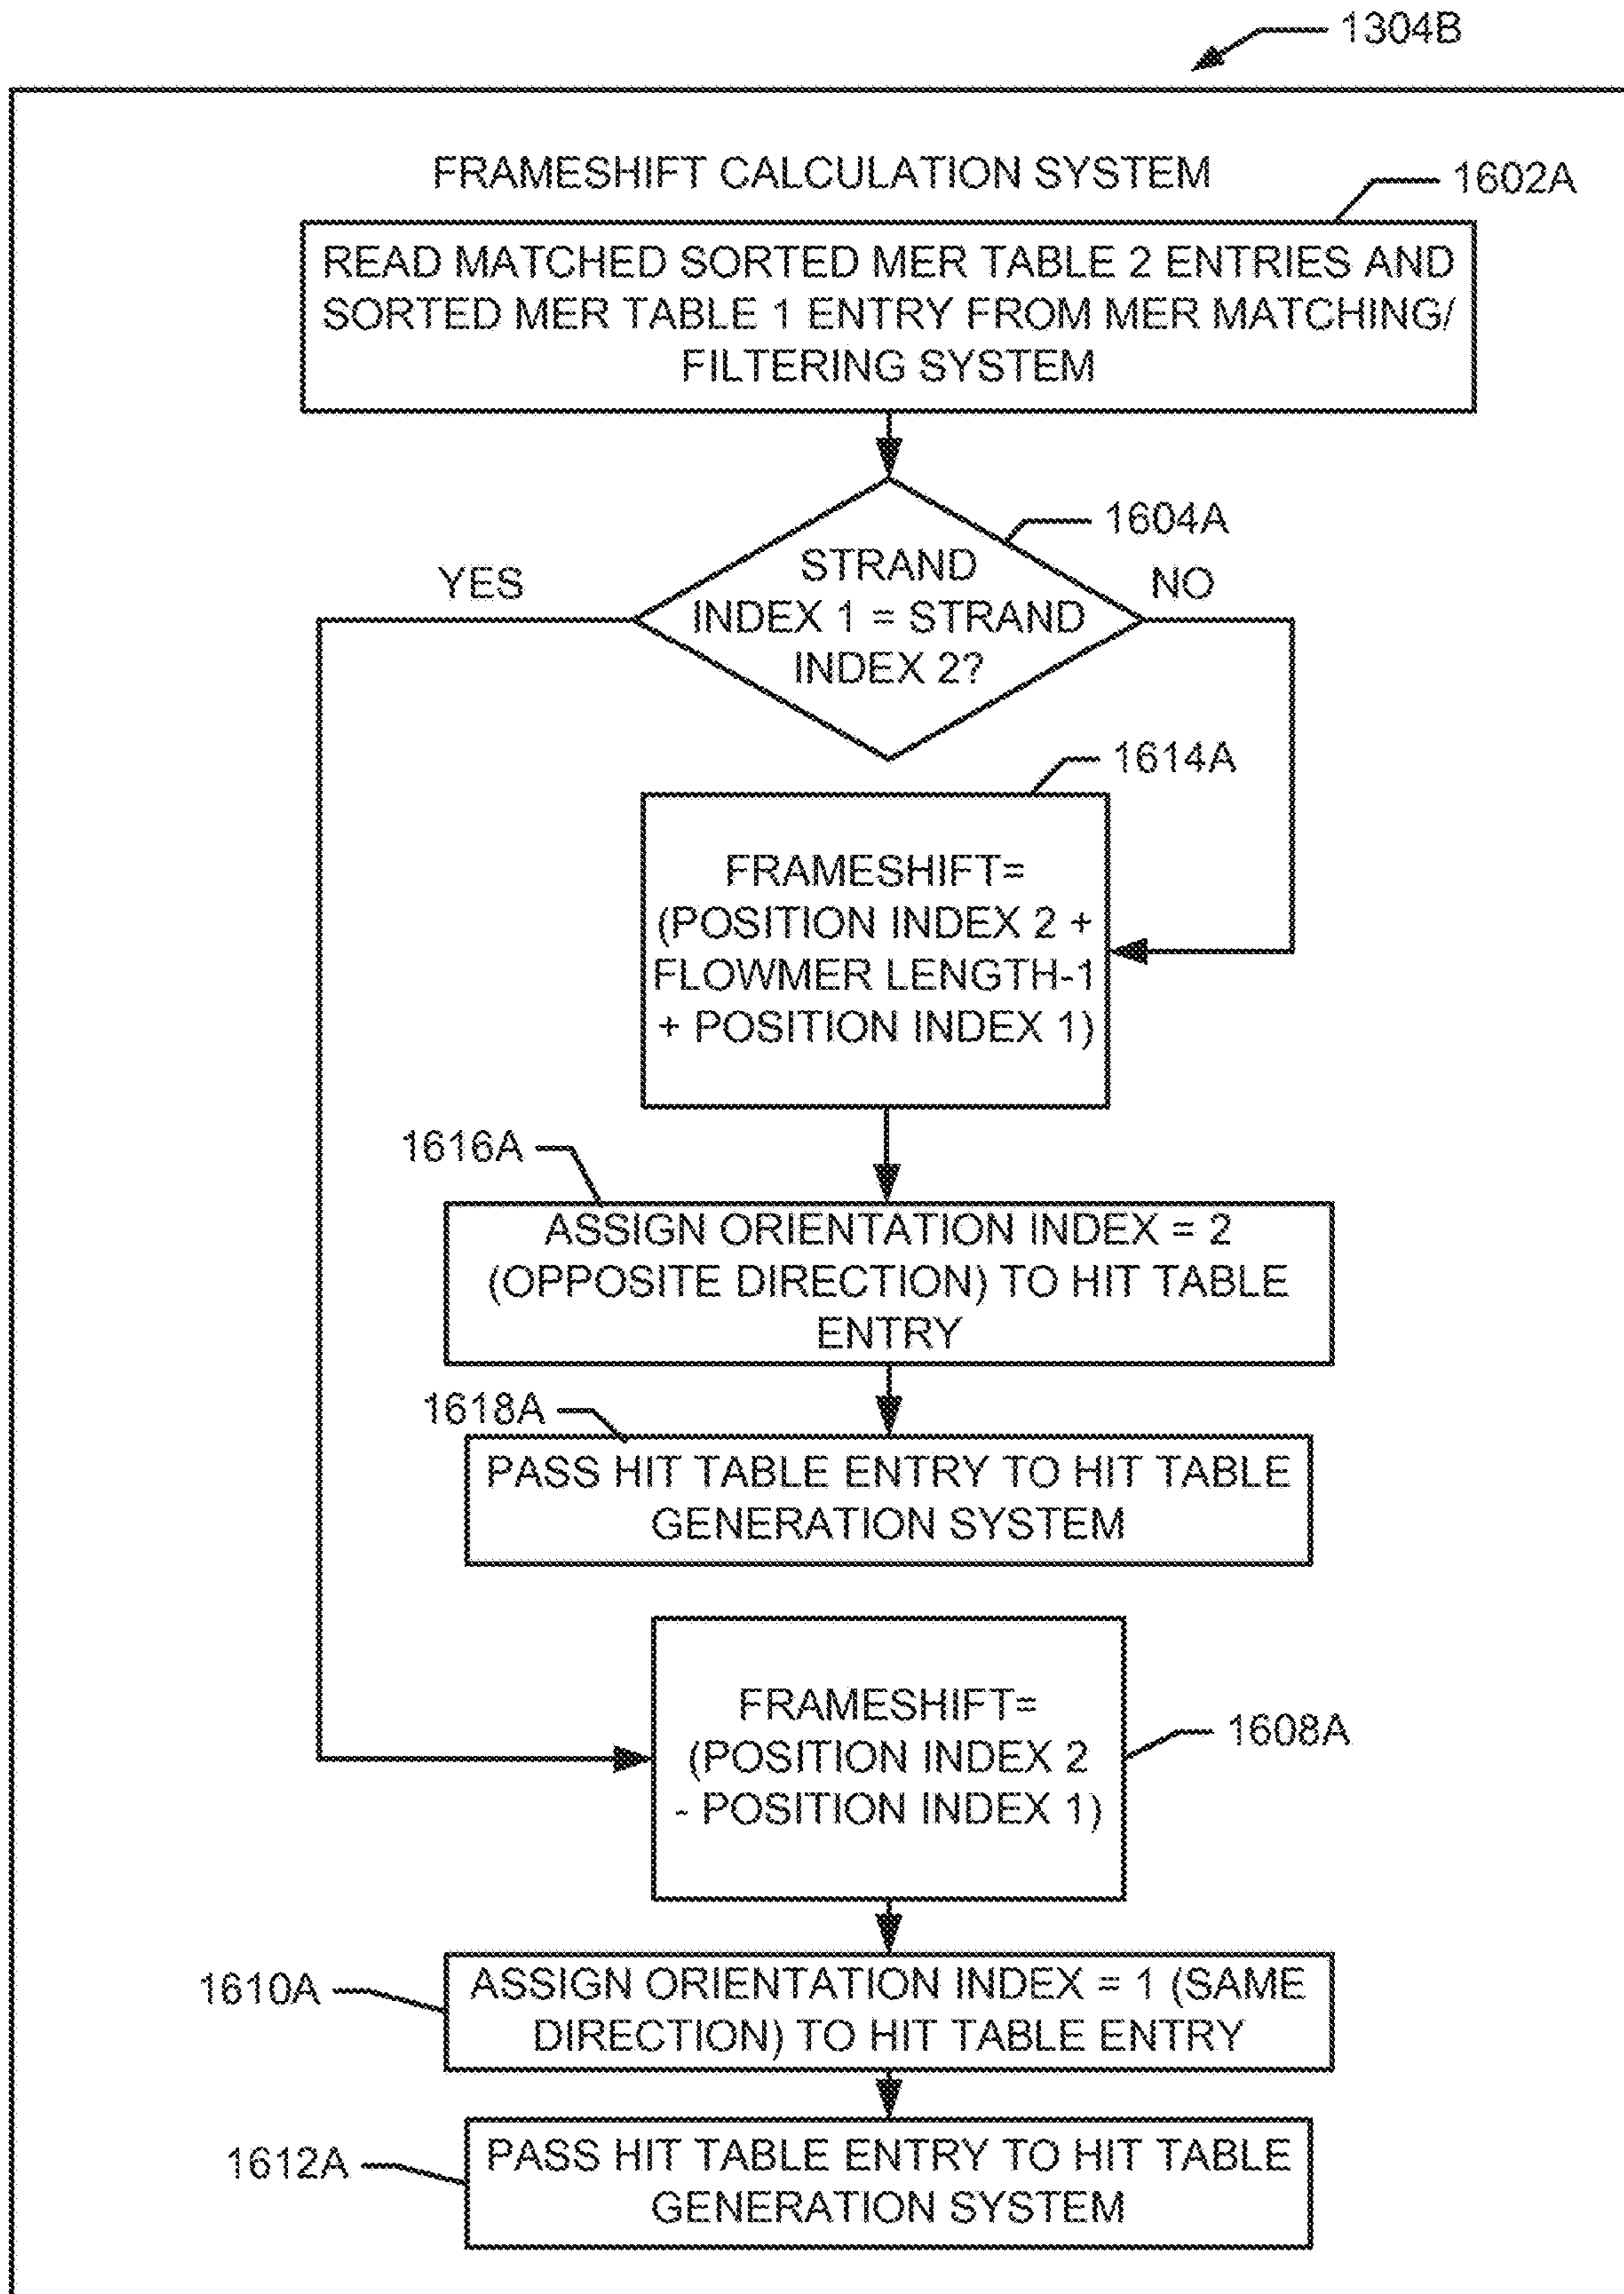 1304B
FRAMESHIFT CALCULATION SYSTEM
1602A
READ MATCHED SORTED MER TABLE 2 ENTRIES AND
SORTED MER TABLE 1 ENTRY FROM MER MATCHING/
FILTERING SYSTEM
1604A
YES
STRAND
INDEX 1 = STRAND
INDEX 2?
NO
1614A
FRAMESHIFT=
(POSITION INDEX 2 +
FLOWMER LENGTH-1
+ POSITION INDEX 1)
1616A
ASSIGN ORIENTATION INDEX = 2
(OPPOSITE DIRECTION) TO HIT TABLE
ENTRY
1618A
PASS HIT TABLE ENTRY TO HIT TABLE
GENERATION SYSTEM
FRAMESHIFT=
(POSITION INDEX 2
- POSITION INDEX 1)
1608A
1610A
ASSIGN ORIENTATION INDEX = 1 (SAME
DIRECTION) TO HIT TABLE ENTRY
1612A
PASS HIT TABLE ENTRY TO HIT TABLE
GENERATION SYSTEM